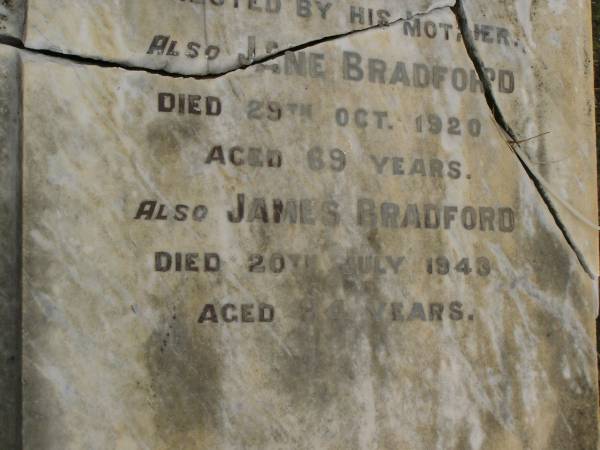 ERECTED BY HIS MOTHER.
ALSO JANE BRADFORD
DIED 29TH OCT. 1920
AGED 69 YEARS.
ALSO JAMES BRADFORD
DIED 20TH JULY 1943
AGED YEARS.